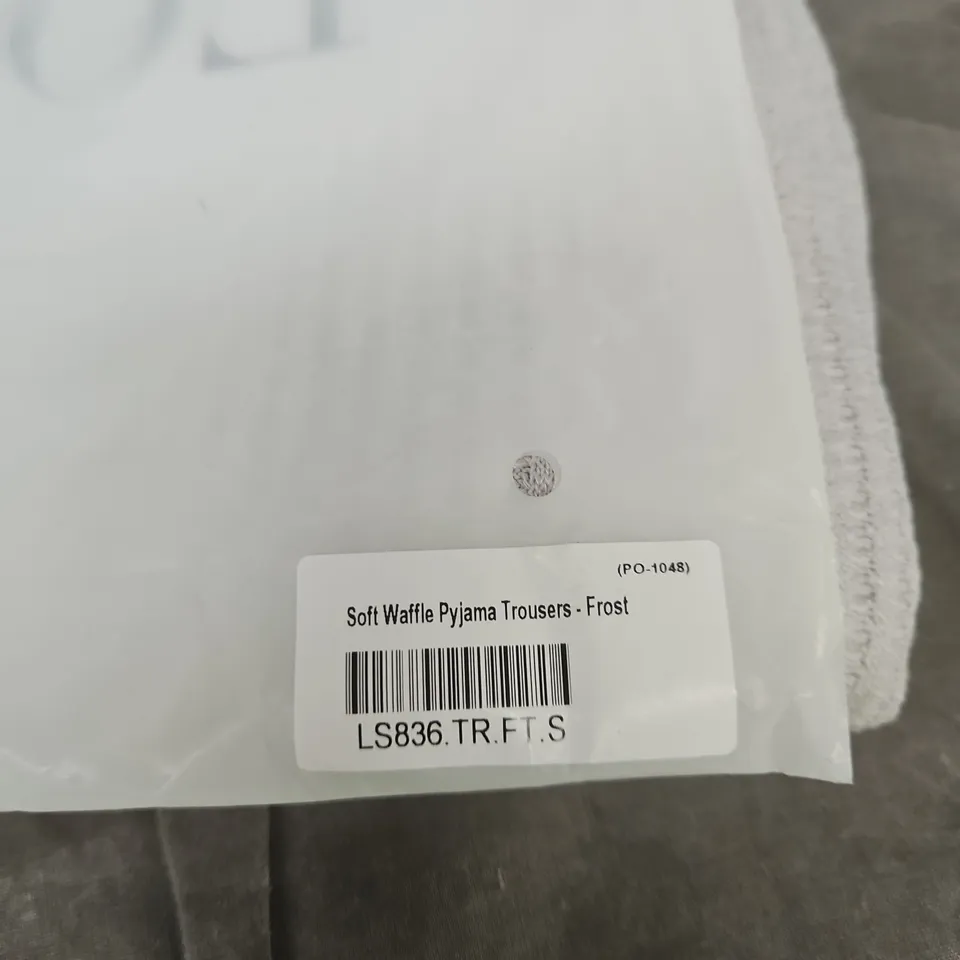 (PO-1048)
Soft Waffle Pyjama Trousers - Frost
LS836.TR.FT.S